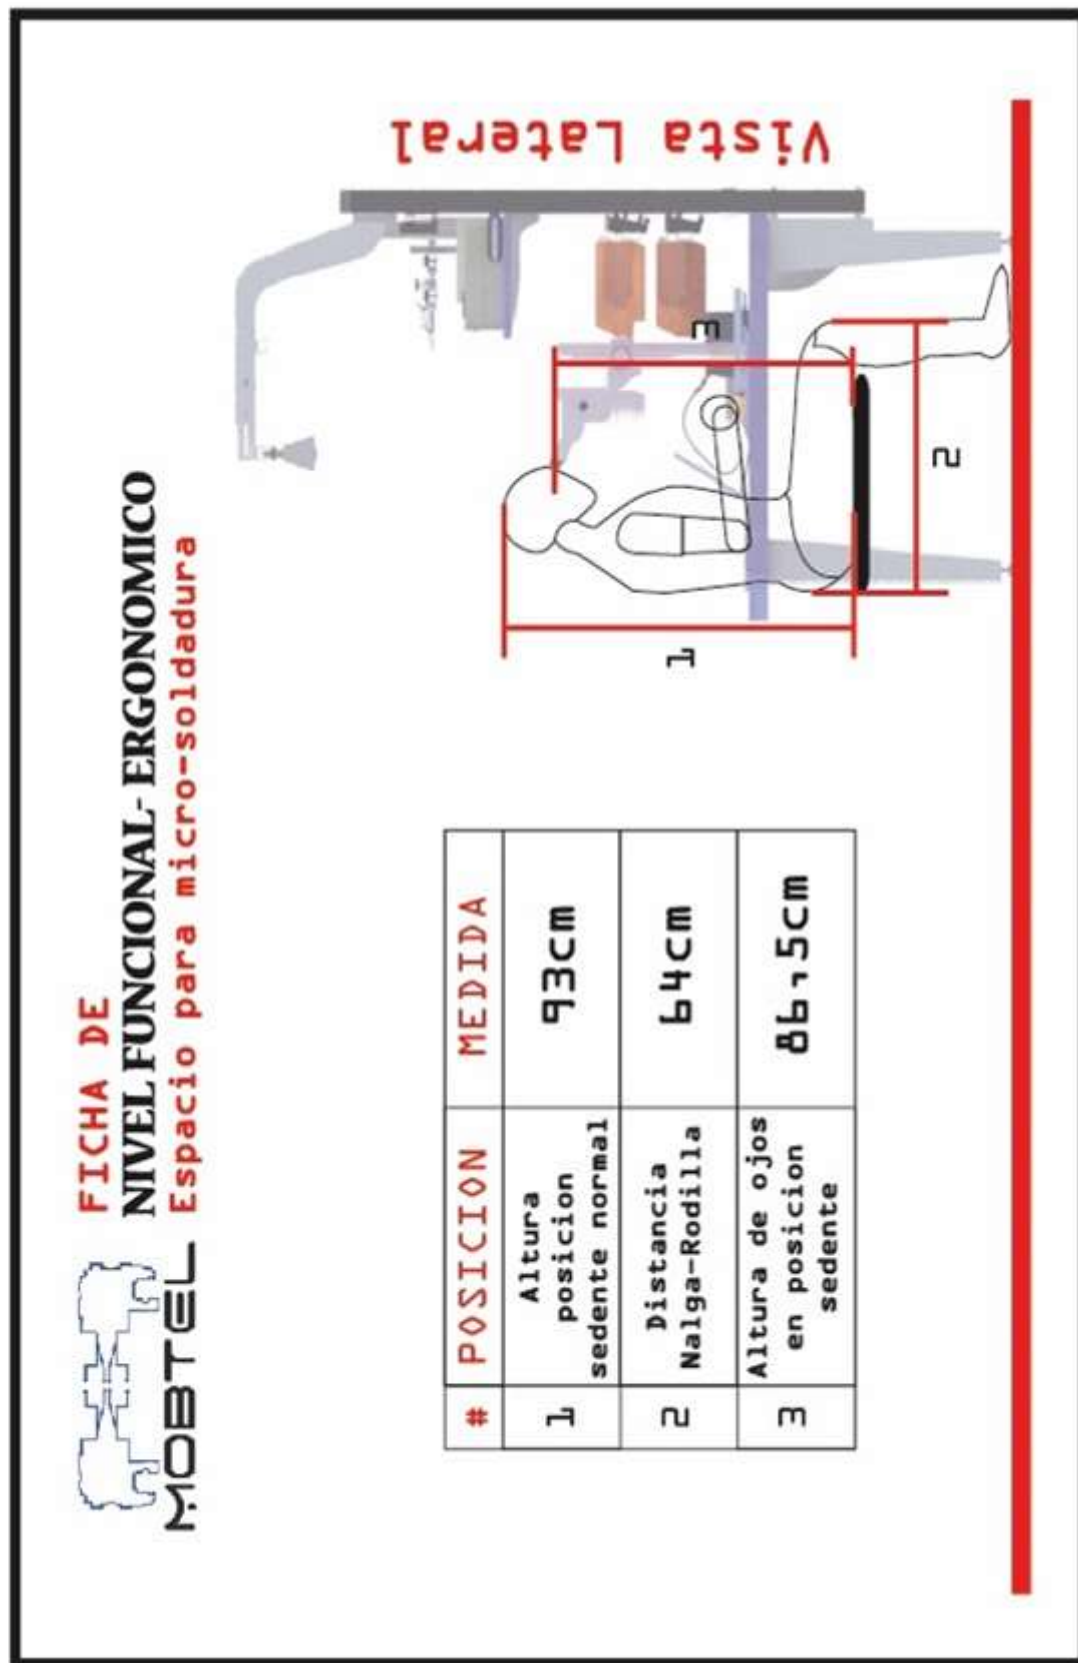 MOBTEL
FICHA DE
NIVEL FUNCIONAL- ERGONOMICO
Espacio para micro-soldadura
# POSICION MEDIDA
1 Altura
posicion
sedente normal
93cm
2 Distancia
Nalga-Rodilla
64cm
3 Altura de ojos
en posicion
sedente
86,5cm
Vista Lateral
1
3
2